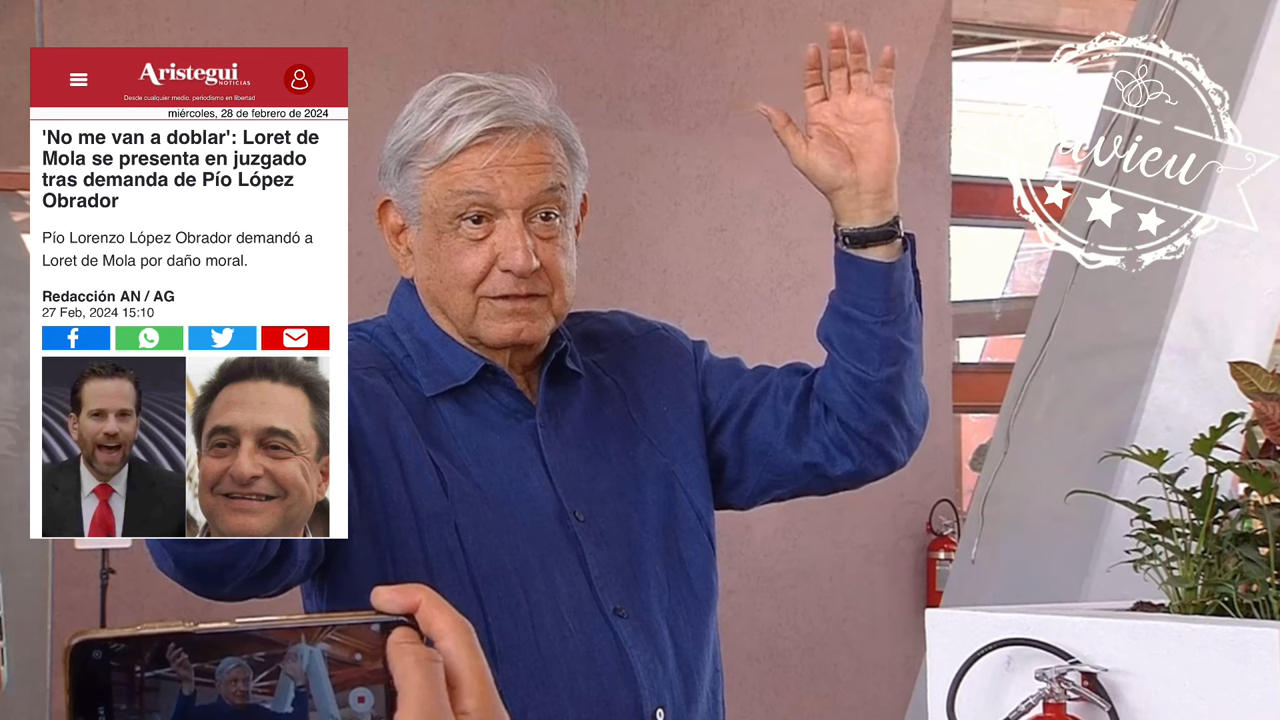 Aristegui
NOTICIAS
Desde cualquier medio, periodismo en libertad
miércoles, 28 de febrero de 2024
'No me van a doblar': Loret de
Mola se presenta en juzgado
tras demanda de Pío López
Obrador
Pío Lorenzo López Obrador demandó a
Loret de Mola por daño moral.
Redacción AN / AG
27 Feb, 2024 15:10